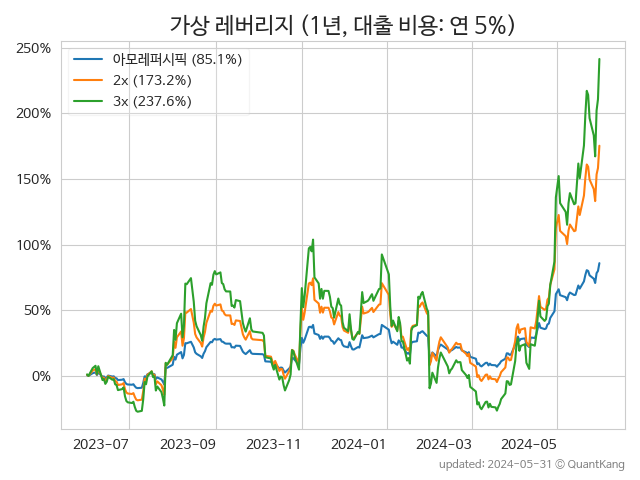 가상 레버리지 (1년, 대출 비용: 연 5%)
250%
200%
150%
100%
50%
0%
아모레퍼시픽 (85.1%)
2x (173.2%)
3x (237.6%)
2023-07
2023-09
2023-11
2024-01
2024-03
2024-05
updated: 2024-05-31 © QuantKang